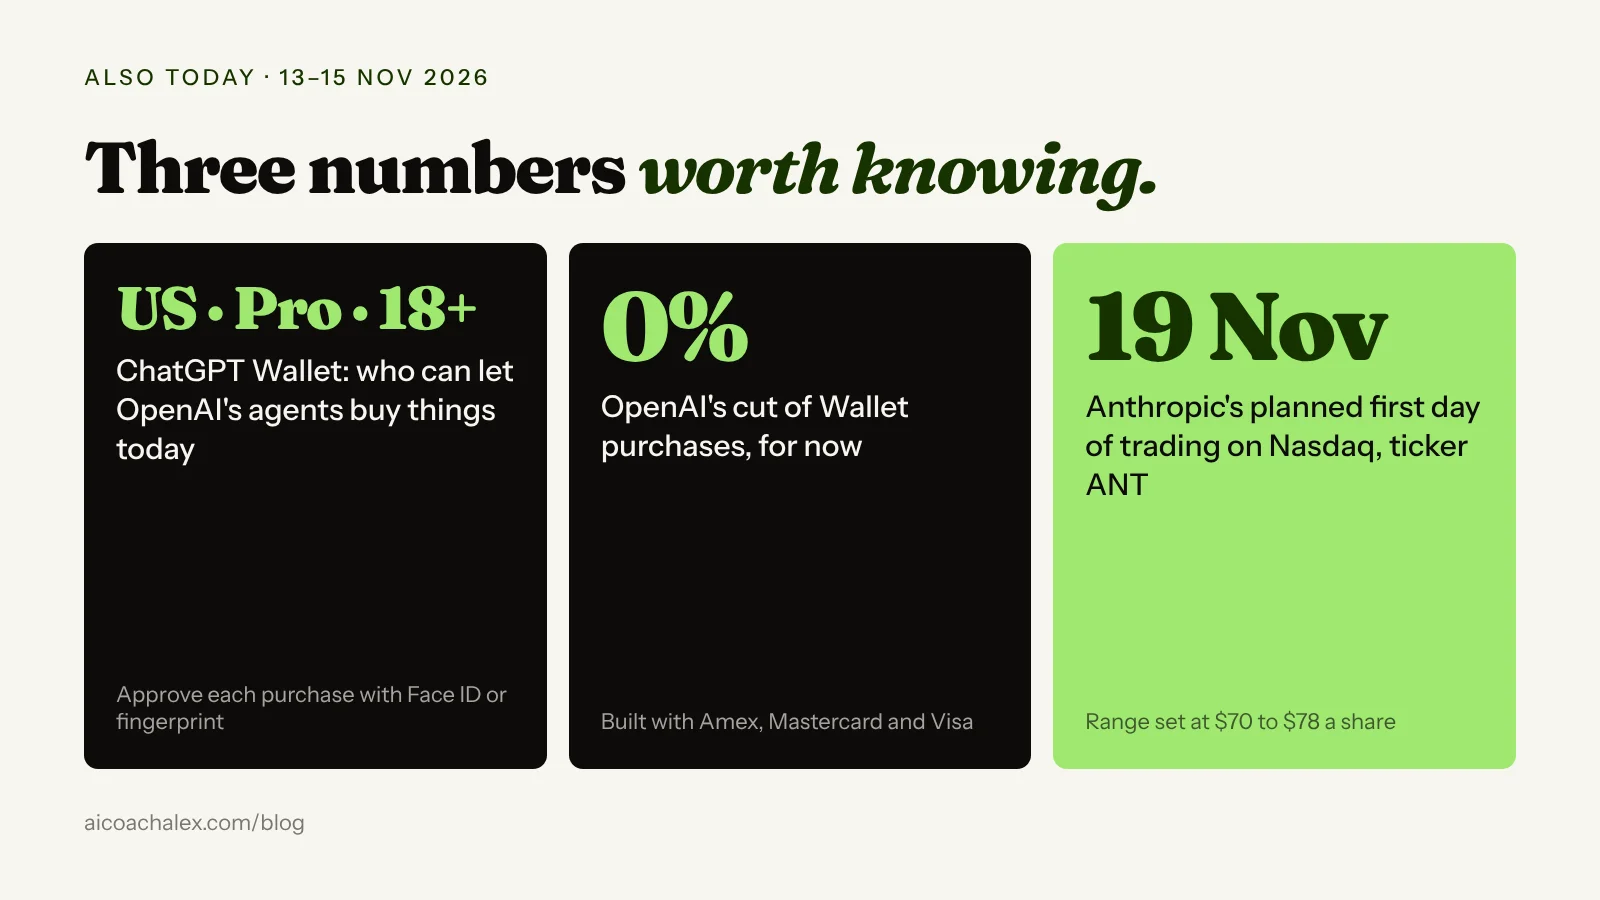 ALSO TODAY · 13–15 NOV 2026
Three numbers worth knowing.
US · Pro · 18+
ChatGPT Wallet: who can let
OpenAI's agents buy things
today
Approve each purchase with Face ID or
fingerprint
0%
OpenAI's cut of Wallet
purchases, for now
Built with Amex, Mastercard and Visa
19 Nov
Anthropic's planned first day
of trading on Nasdaq, ticker
ANT
Range set at $70 to $78 a share
aicoachalex.com/blog